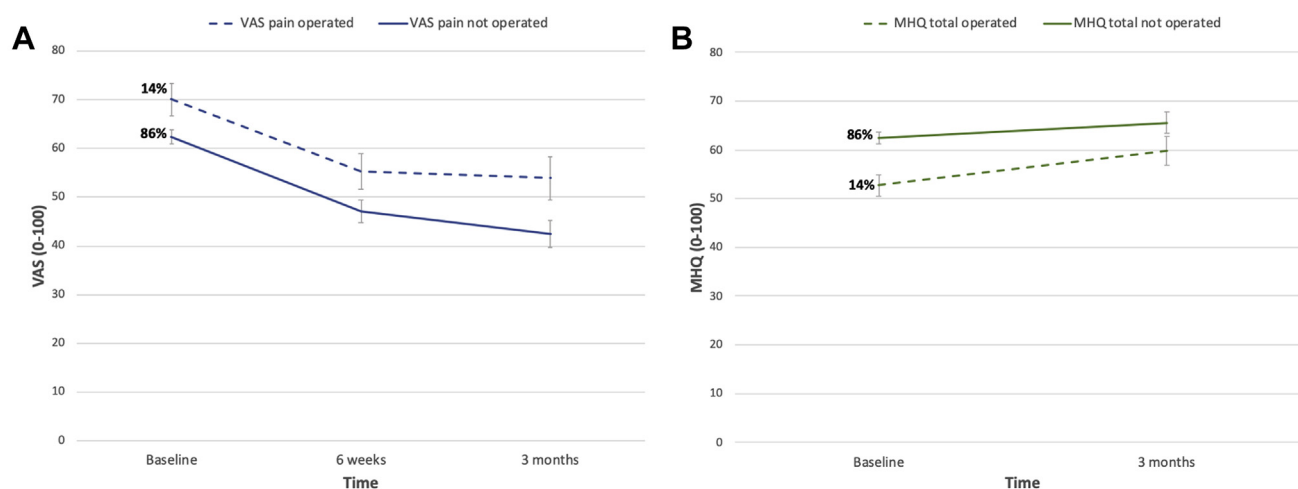 A
VAS pain operated VAS pain not operated
80
70
60
50
40
30
20
10
0
VAS (0-100)
14%
86%
Baseline 6 weeks 3 months
Time
B
MHQ total operated MHQ total not operated
80
70
60
50
40
30
20
10
0
MHQ (0-100)
86%
14%
Baseline 3 months
Time